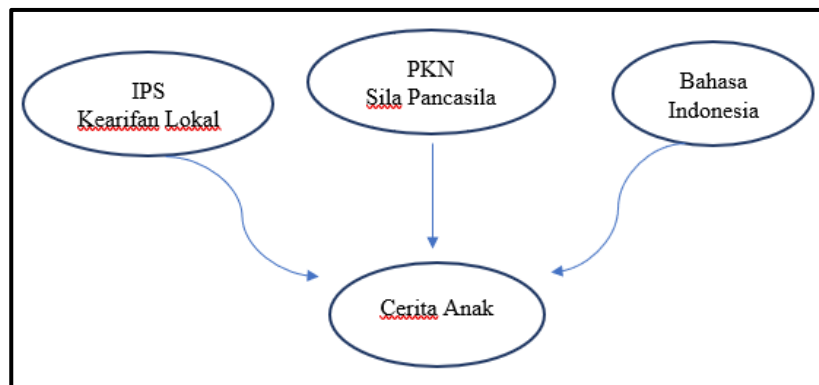 IPS
Kearifan Lokal
PKN
Sila Pancasila
Bahasa
Indonesia
Cerita Anak